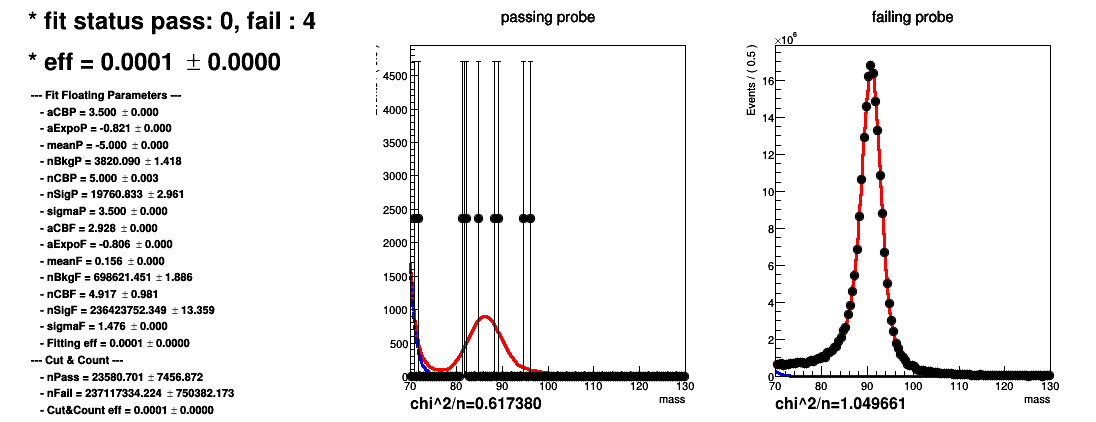 * fit status pass: 0, fail : 4
* eff = 0.0001 ± 0.0000
--- Fit Floating Parameters ---
- aCBP = 3.500 ± 0.000
- aExpoP = -0.821 ± 0.000
- meanP = -5.000 ± 0.000
- nBkgP = 3820.090 ± 1.418
- nCBP = 5.000 ± 0.003
- nSigP = 19760.833 ± 2.961
- sigmaP = 3.500 ± 0.000
- aCBF = 2.928 ± 0.000
- aExpoF = -0.806 ± 0.000
- meanF = 0.156 ± 0.000
- nBkgF = 698621.451 ± 1.886
- nCBF = 4.917 ± 0.981
- nSigF = 236423752.349 ± 13.359
- sigmaF = 1.476 ± 0.000
- Fitting eff = 0.0001 ± 0.0000
--- Cut & Count ---
- nPass = 23580.701 ± 7456.872
- nFail = 237117334.224 ± 750382.173
- Cut&Count eff = 0.0001 ± 0.0000
passing probe
4500
4000
3500
3000
2500
2000
1500
1000
500
0
70 80 90 100 110 120 130
mass
chi^2/n=0.617380
failing probe
×10^6
Events / ( 0.5 )
16
14
12
10
8
6
4
2
0
70 80 90 100 110 120 130
mass
chi^2/n=1.049661